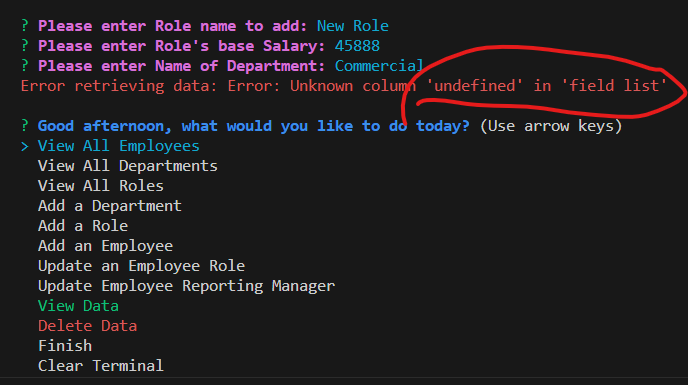 ? Please enter Role name to add: New Role
? Please enter Role's base Salary: 45888
? Please enter Name of Department: Commercial
Error retrieving data: Error: Unknown column 'undefined' in 'field list'
? Good afternoon, what would you like to do today? (Use arrow keys)
> View All Employees
View All Departments
View All Roles
Add a Department
Add a Role
Add an Employee
Update an Employee Role
Update Employee Reporting Manager
View Data
Delete Data
Finish
Clear Terminal